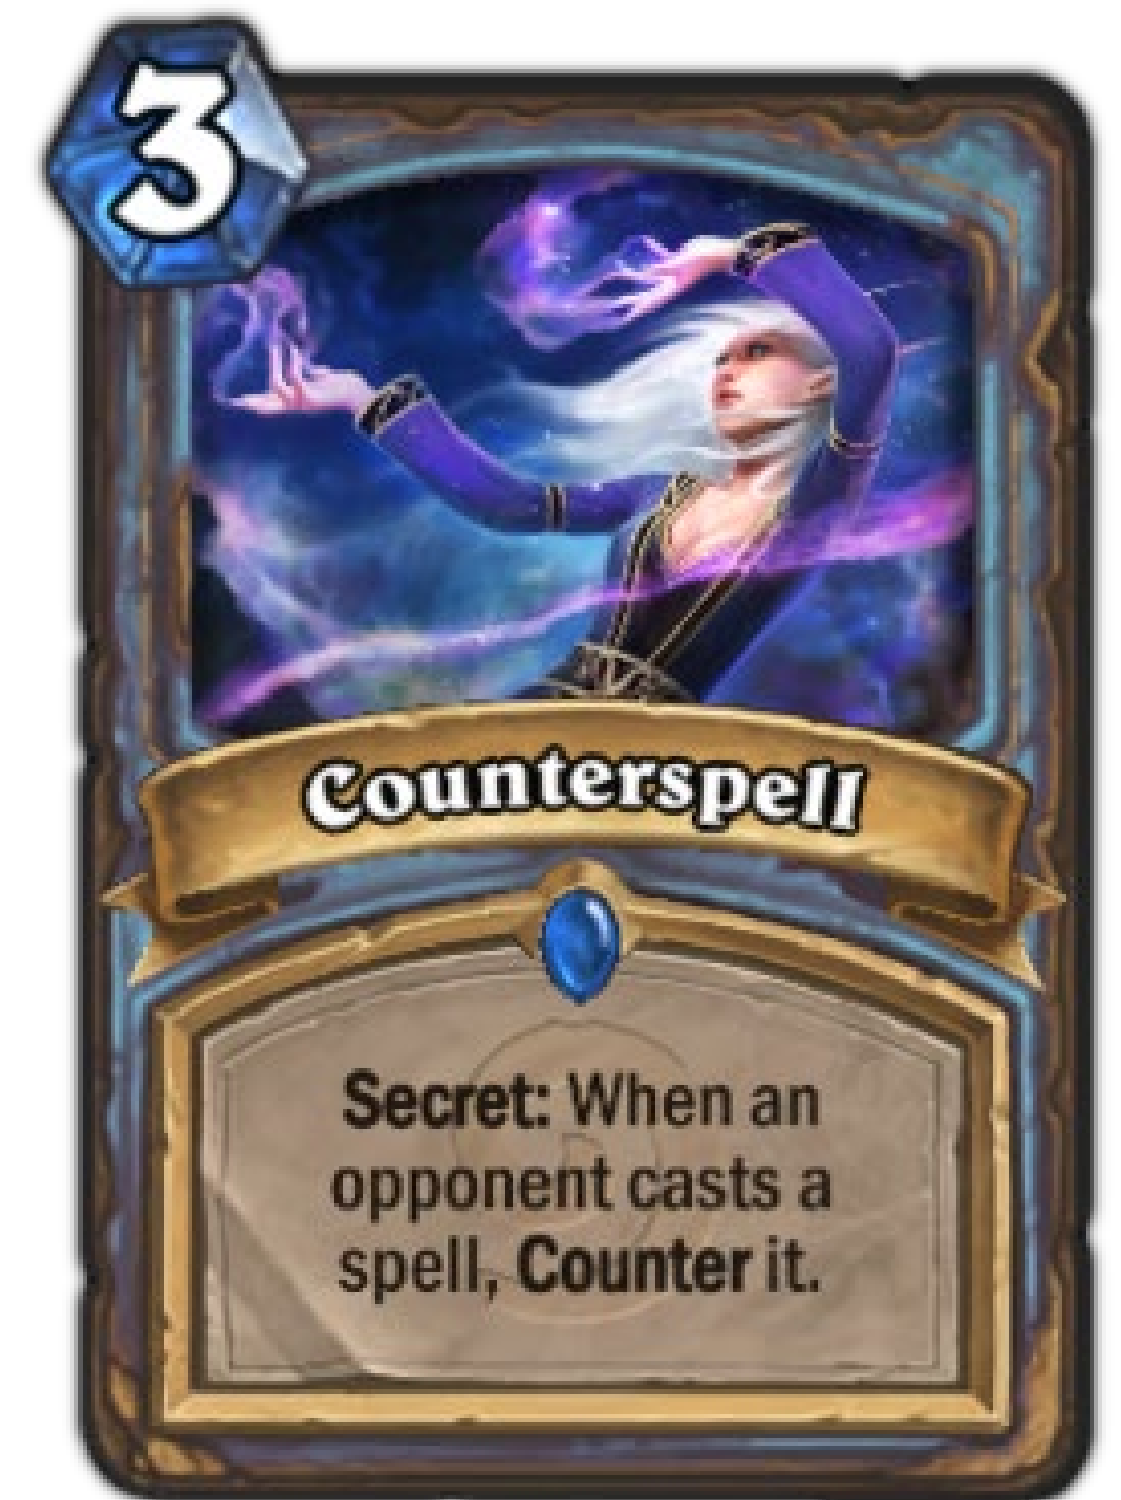 3
Counterspell
Secret: When an
opponent casts a
spell, Counter it.